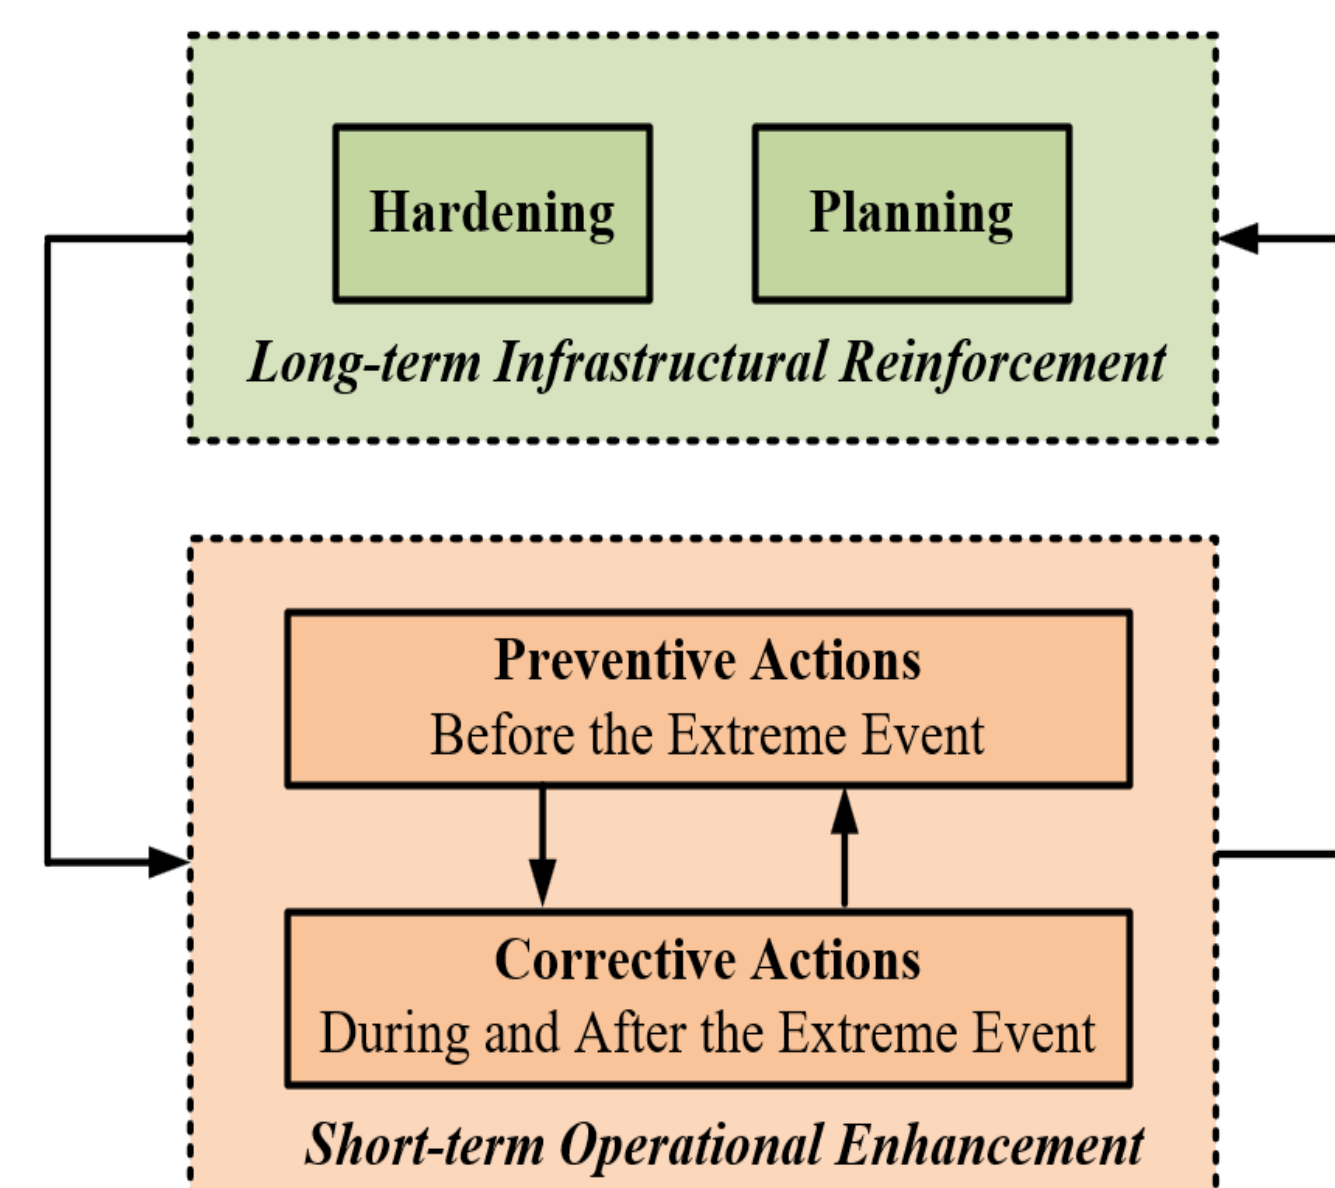 Hardening
Planning
Long-term Infrastructural Reinforcement
Preventive Actions
Before the Extreme Event
Corrective Actions
During and After the Extreme Event
Short-term Operational Enhancement